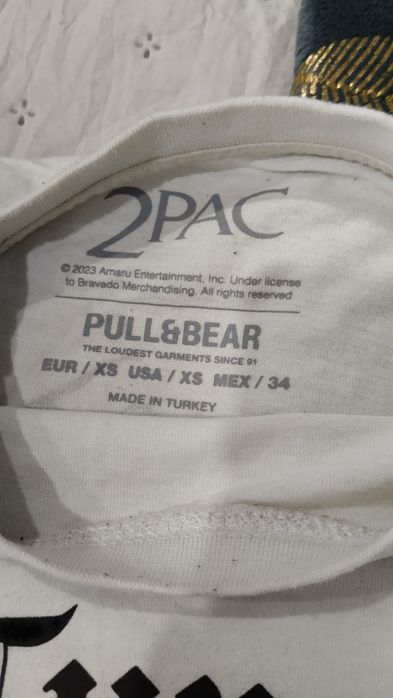 2PAC
© 2023 Amaru Entertainment, Inc. Under license
to Bravado Merchandising. All rights reserved
PULL&BEAR
THE LOUDEST GARMENTS SINCE 91
EUR / XS USA / XS MEX / 34
MADE IN TURKEY